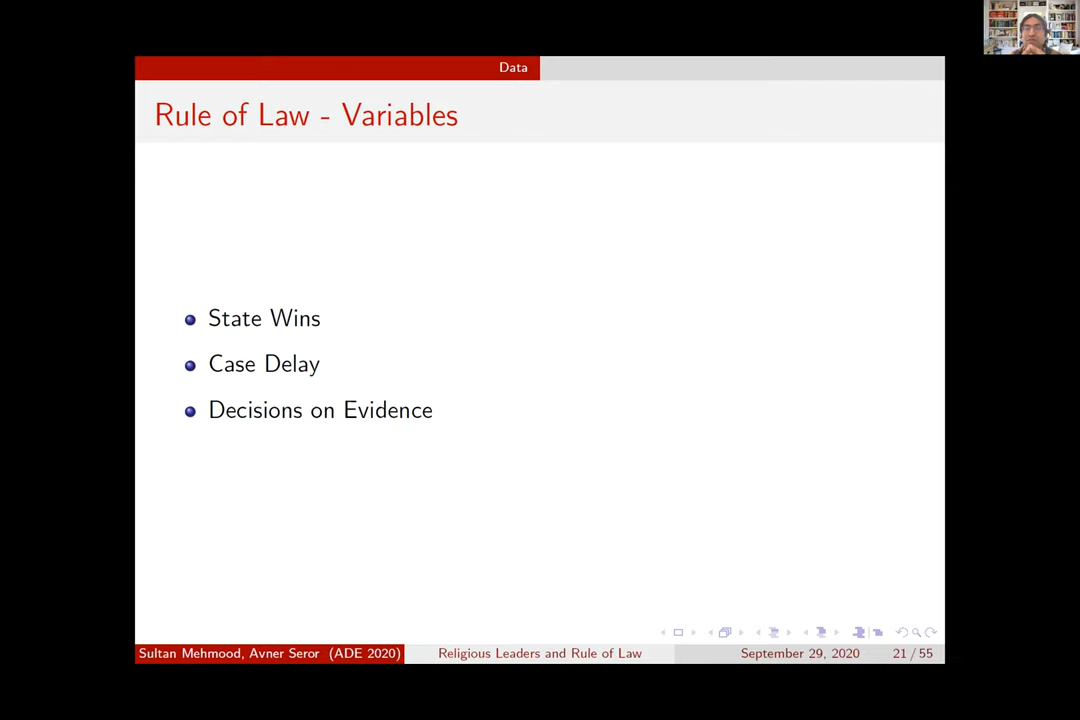 Data
Rule of Law - Variables
State Wins
Case Delay
Decisions on Evidence
Sultan Mehmood, Avner Seror (ADE 2020)
Religious Leaders and Rule of Law
September 29, 2020
21 / 55